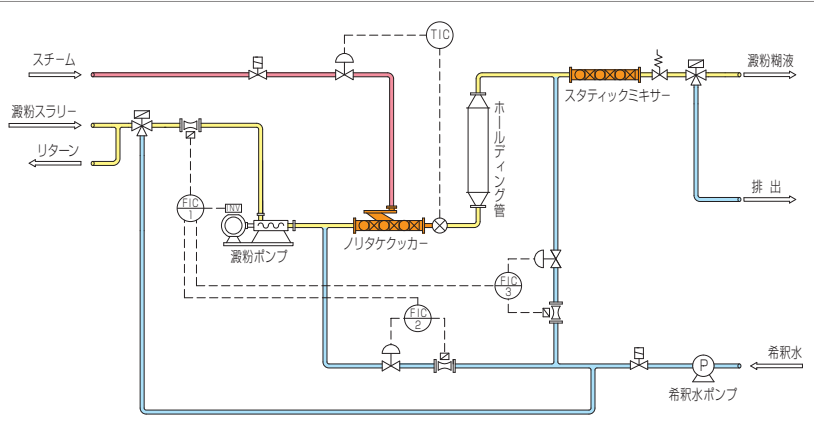 スチーム
TIC
澱粉糊液
スタティックミキサー
澱粉スラリー
リターン
ホールディング管
排出
FIC
1
INV
澱粉ポンプ
ノリタケクッカー
FIC
3
FIC
2
希釈水
P
希釈水ポンプ